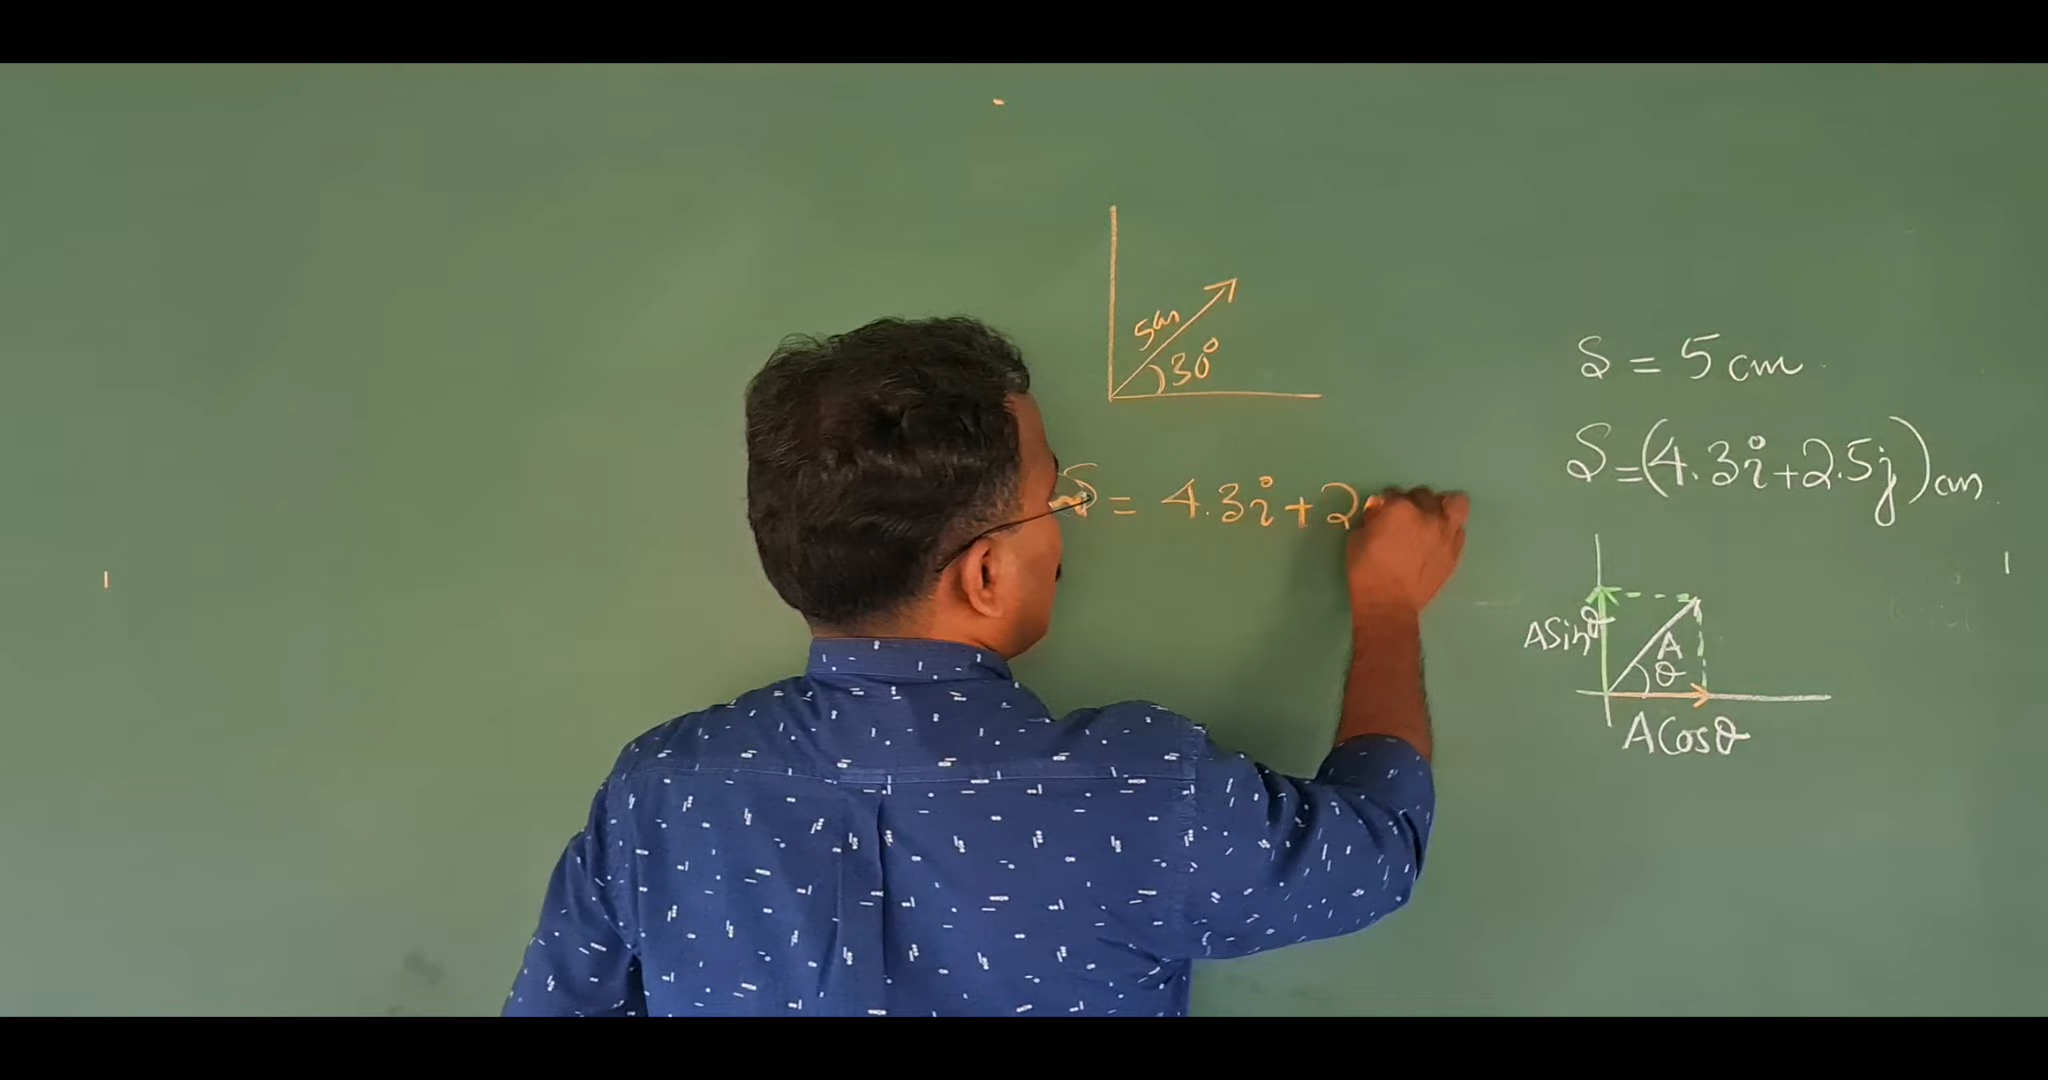 5cm
30°
S = 4.3i + 2
S = 5 cm
S = (4.3i + 2.5j) cm
ASinθ
A
θ
ACosθ